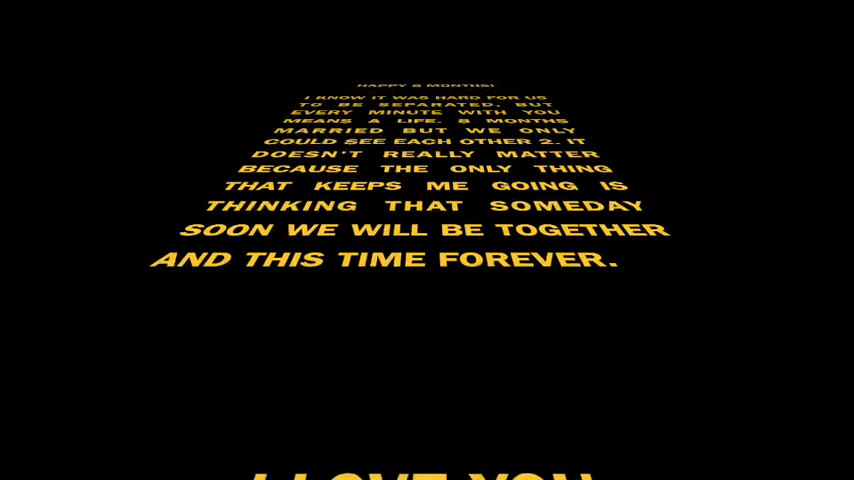 HAPPY 8 MONTHS!
I KNOW IT WAS HARD FOR US
TO BE SEPARATED, BUT
EVERY MINUTE WITH YOU
MEANS A LIFE. 8 MONTHS
MARRIED BUT WE ONLY
COULD SEE EACH OTHER 2. IT
DOESN'T REALLY MATTER
BECAUSE THE ONLY THING
THAT KEEPS ME GOING IS
THINKING THAT SOMEDAY
SOON WE WILL BE TOGETHER
AND THIS TIME FOREVER.
I LOVE YOU